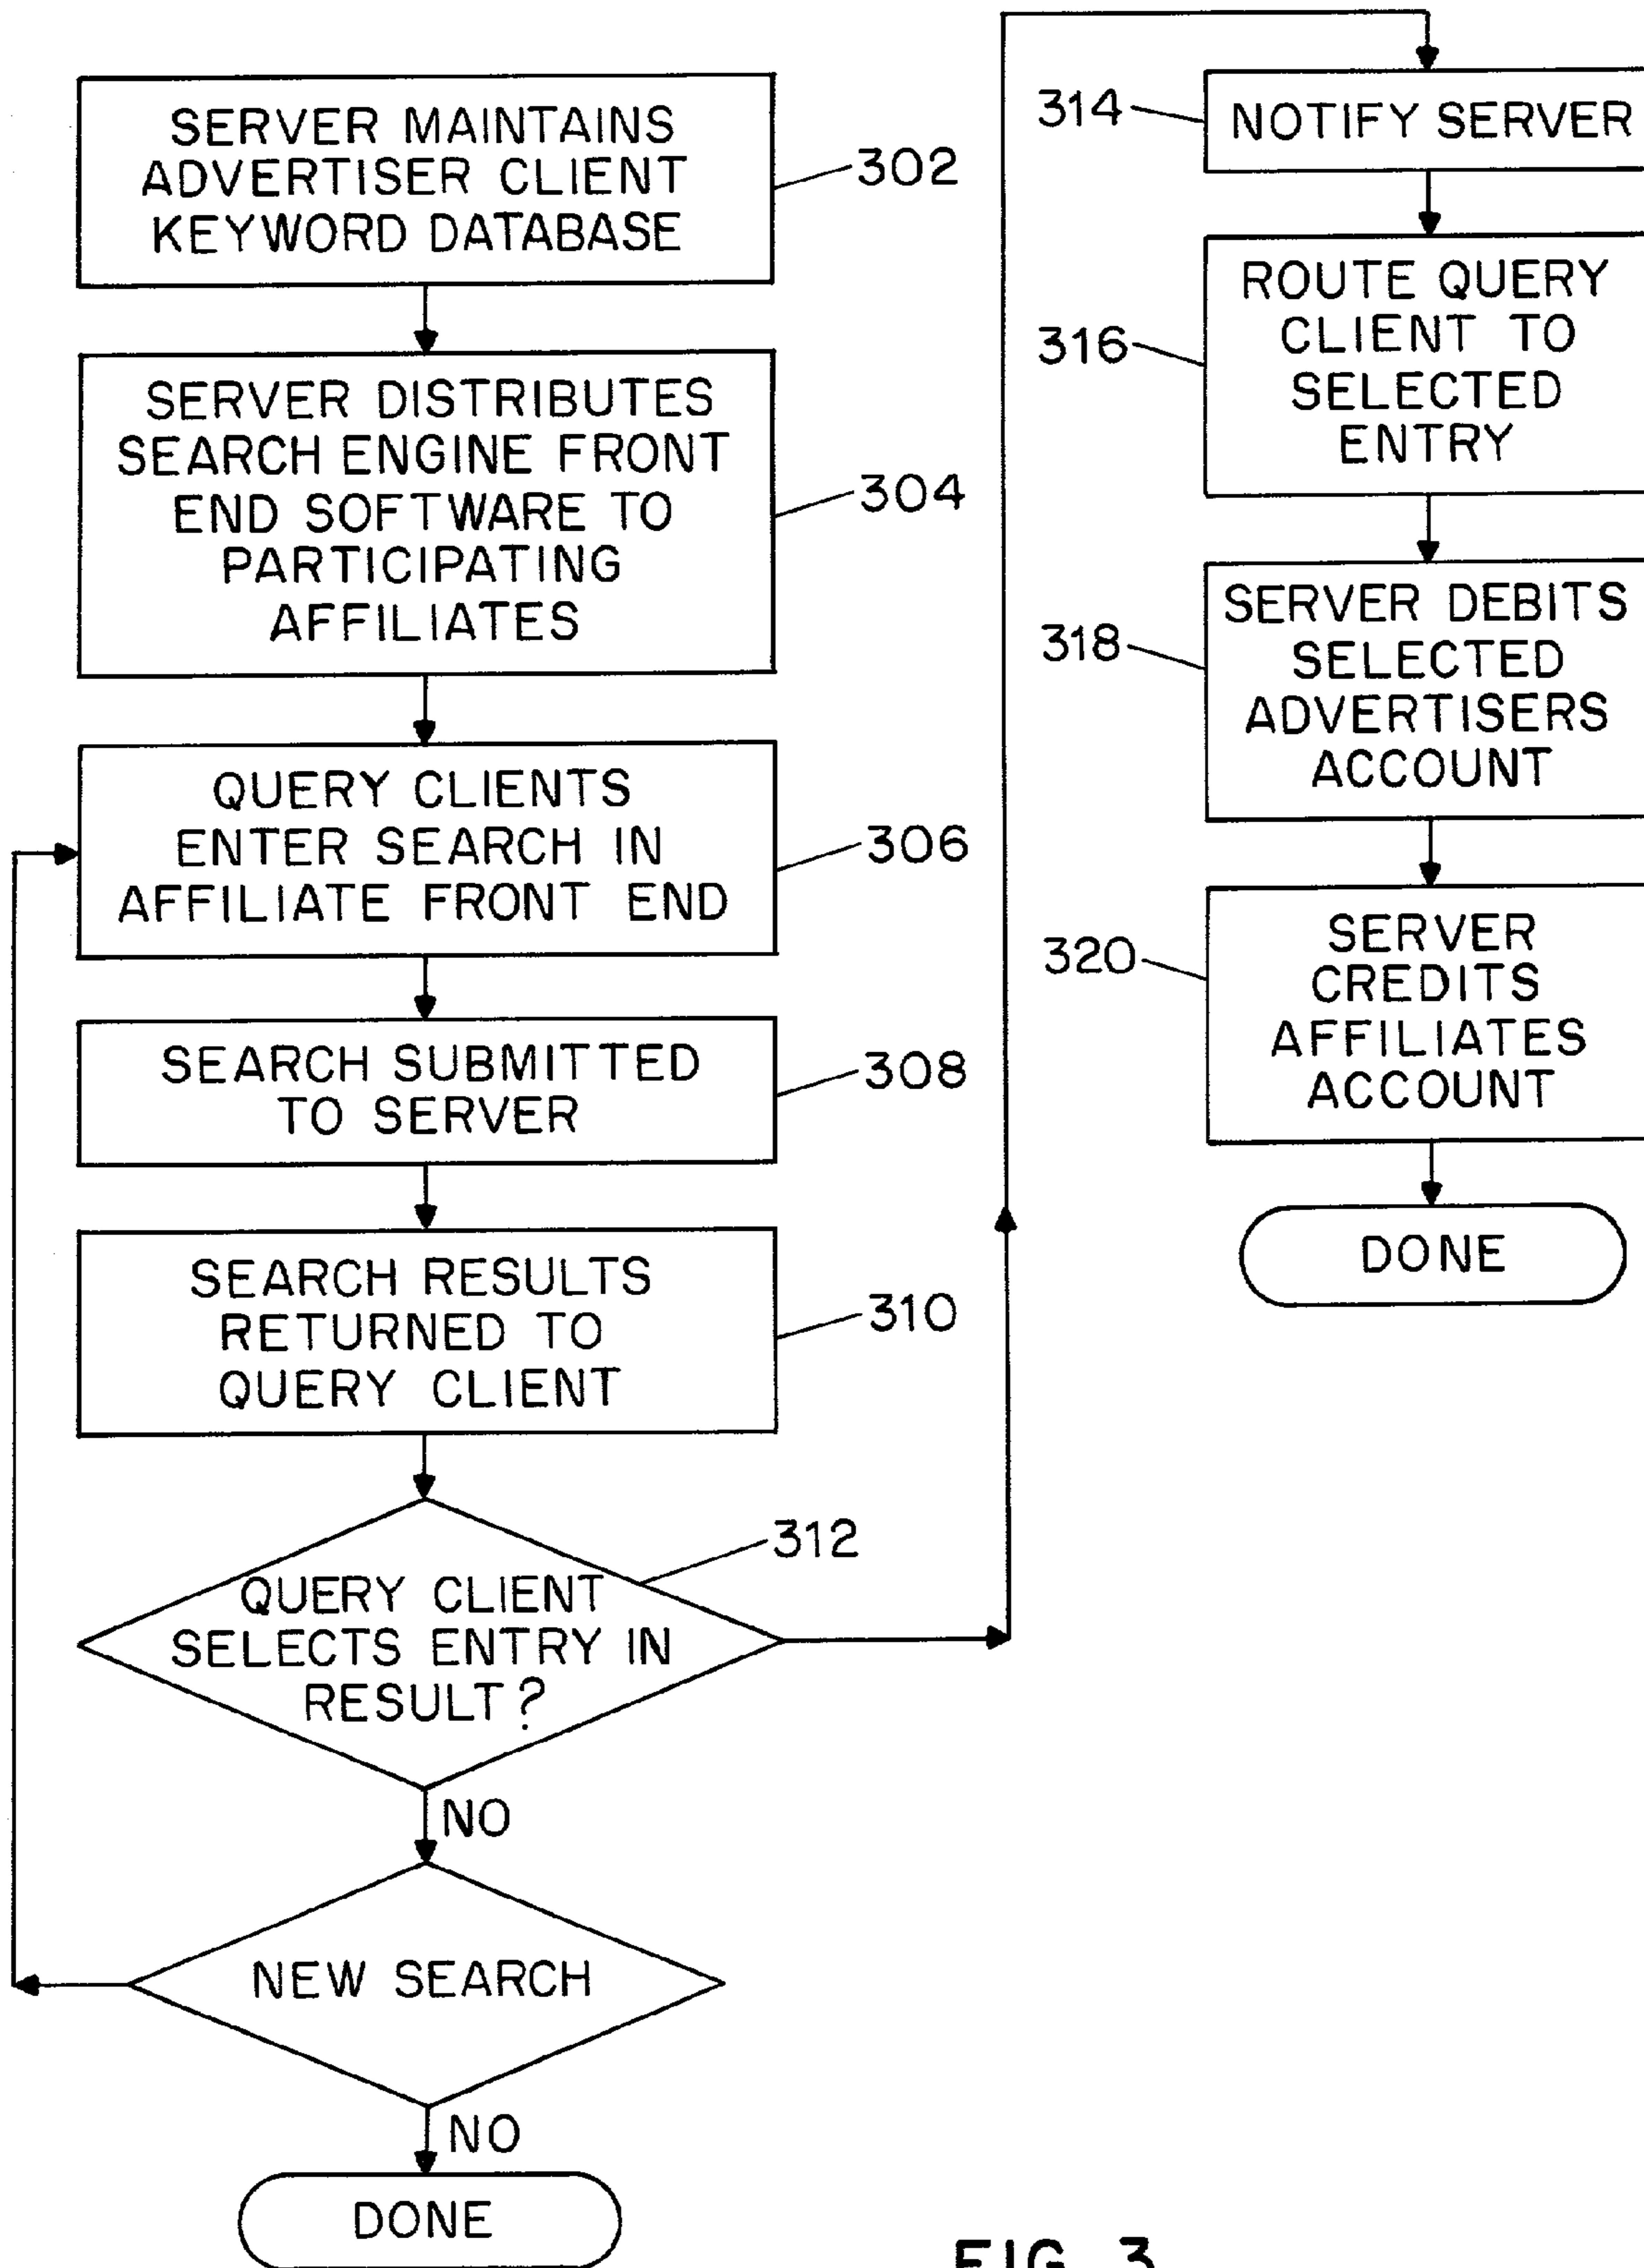 SERVER MAINTAINS
ADVERTISER CLIENT
KEYWORD DATABASE
302
SERVER DISTRIBUTES
SEARCH ENGINE FRONT
END SOFTWARE TO
PARTICIPATING
AFFILIATES
304
QUERY CLIENTS
ENTER SEARCH IN
AFFILIATE FRONT END
306
SEARCH SUBMITTED
TO SERVER
308
SEARCH RESULTS
RETURNED TO
QUERY CLIENT
310
QUERY CLIENT
SELECTS ENTRY IN
RESULT?
312
NO
NEW SEARCH
NO
DONE
314
NOTIFY SERVER
316
ROUTE QUERY
CLIENT TO
SELECTED
ENTRY
318
SERVER DEBITS
SELECTED
ADVERTISERS
ACCOUNT
320
SERVER
CREDITS
AFFILIATES
ACCOUNT
DONE
FIG. 3